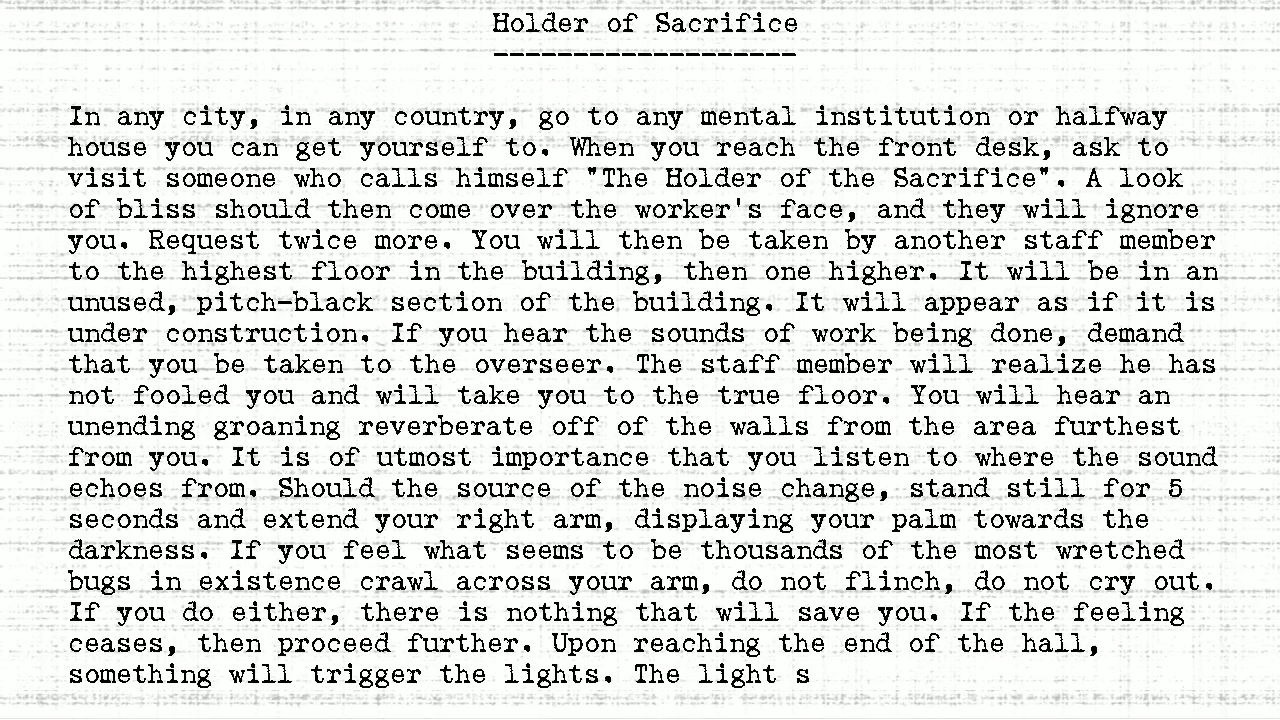 Holder of Sacrifice
-------------------
In any city, in any country, go to any mental institution or halfway
house you can get yourself to. When you reach the front desk, ask to
visit someone who calls himself "The Holder of the Sacrifice". A look
of bliss should then come over the worker's face, and they will ignore
you. Request twice more. You will then be taken by another staff member
to the highest floor in the building, then one higher. It will be in an
unused, pitch-black section of the building. It will appear as if it is
under construction. If you hear the sounds of work being done, demand
that you be taken to the overseer. The staff member will realize he has
not fooled you and will take you to the true floor. You will hear an
unending groaning reverberate off of the walls from the area furthest
from you. It is of utmost importance that you listen to where the sound
echoes from. Should the source of the noise change, stand still for 5
seconds and extend your right arm, displaying your palm towards the
darkness. If you feel what seems to be thousands of the most wretched
bugs in existence crawl across your arm, do not flinch, do not cry out.
If you do either, there is nothing that will save you. If the feeling
ceases, then proceed further. Upon reaching the end of the hall,
something will trigger the lights. The light s